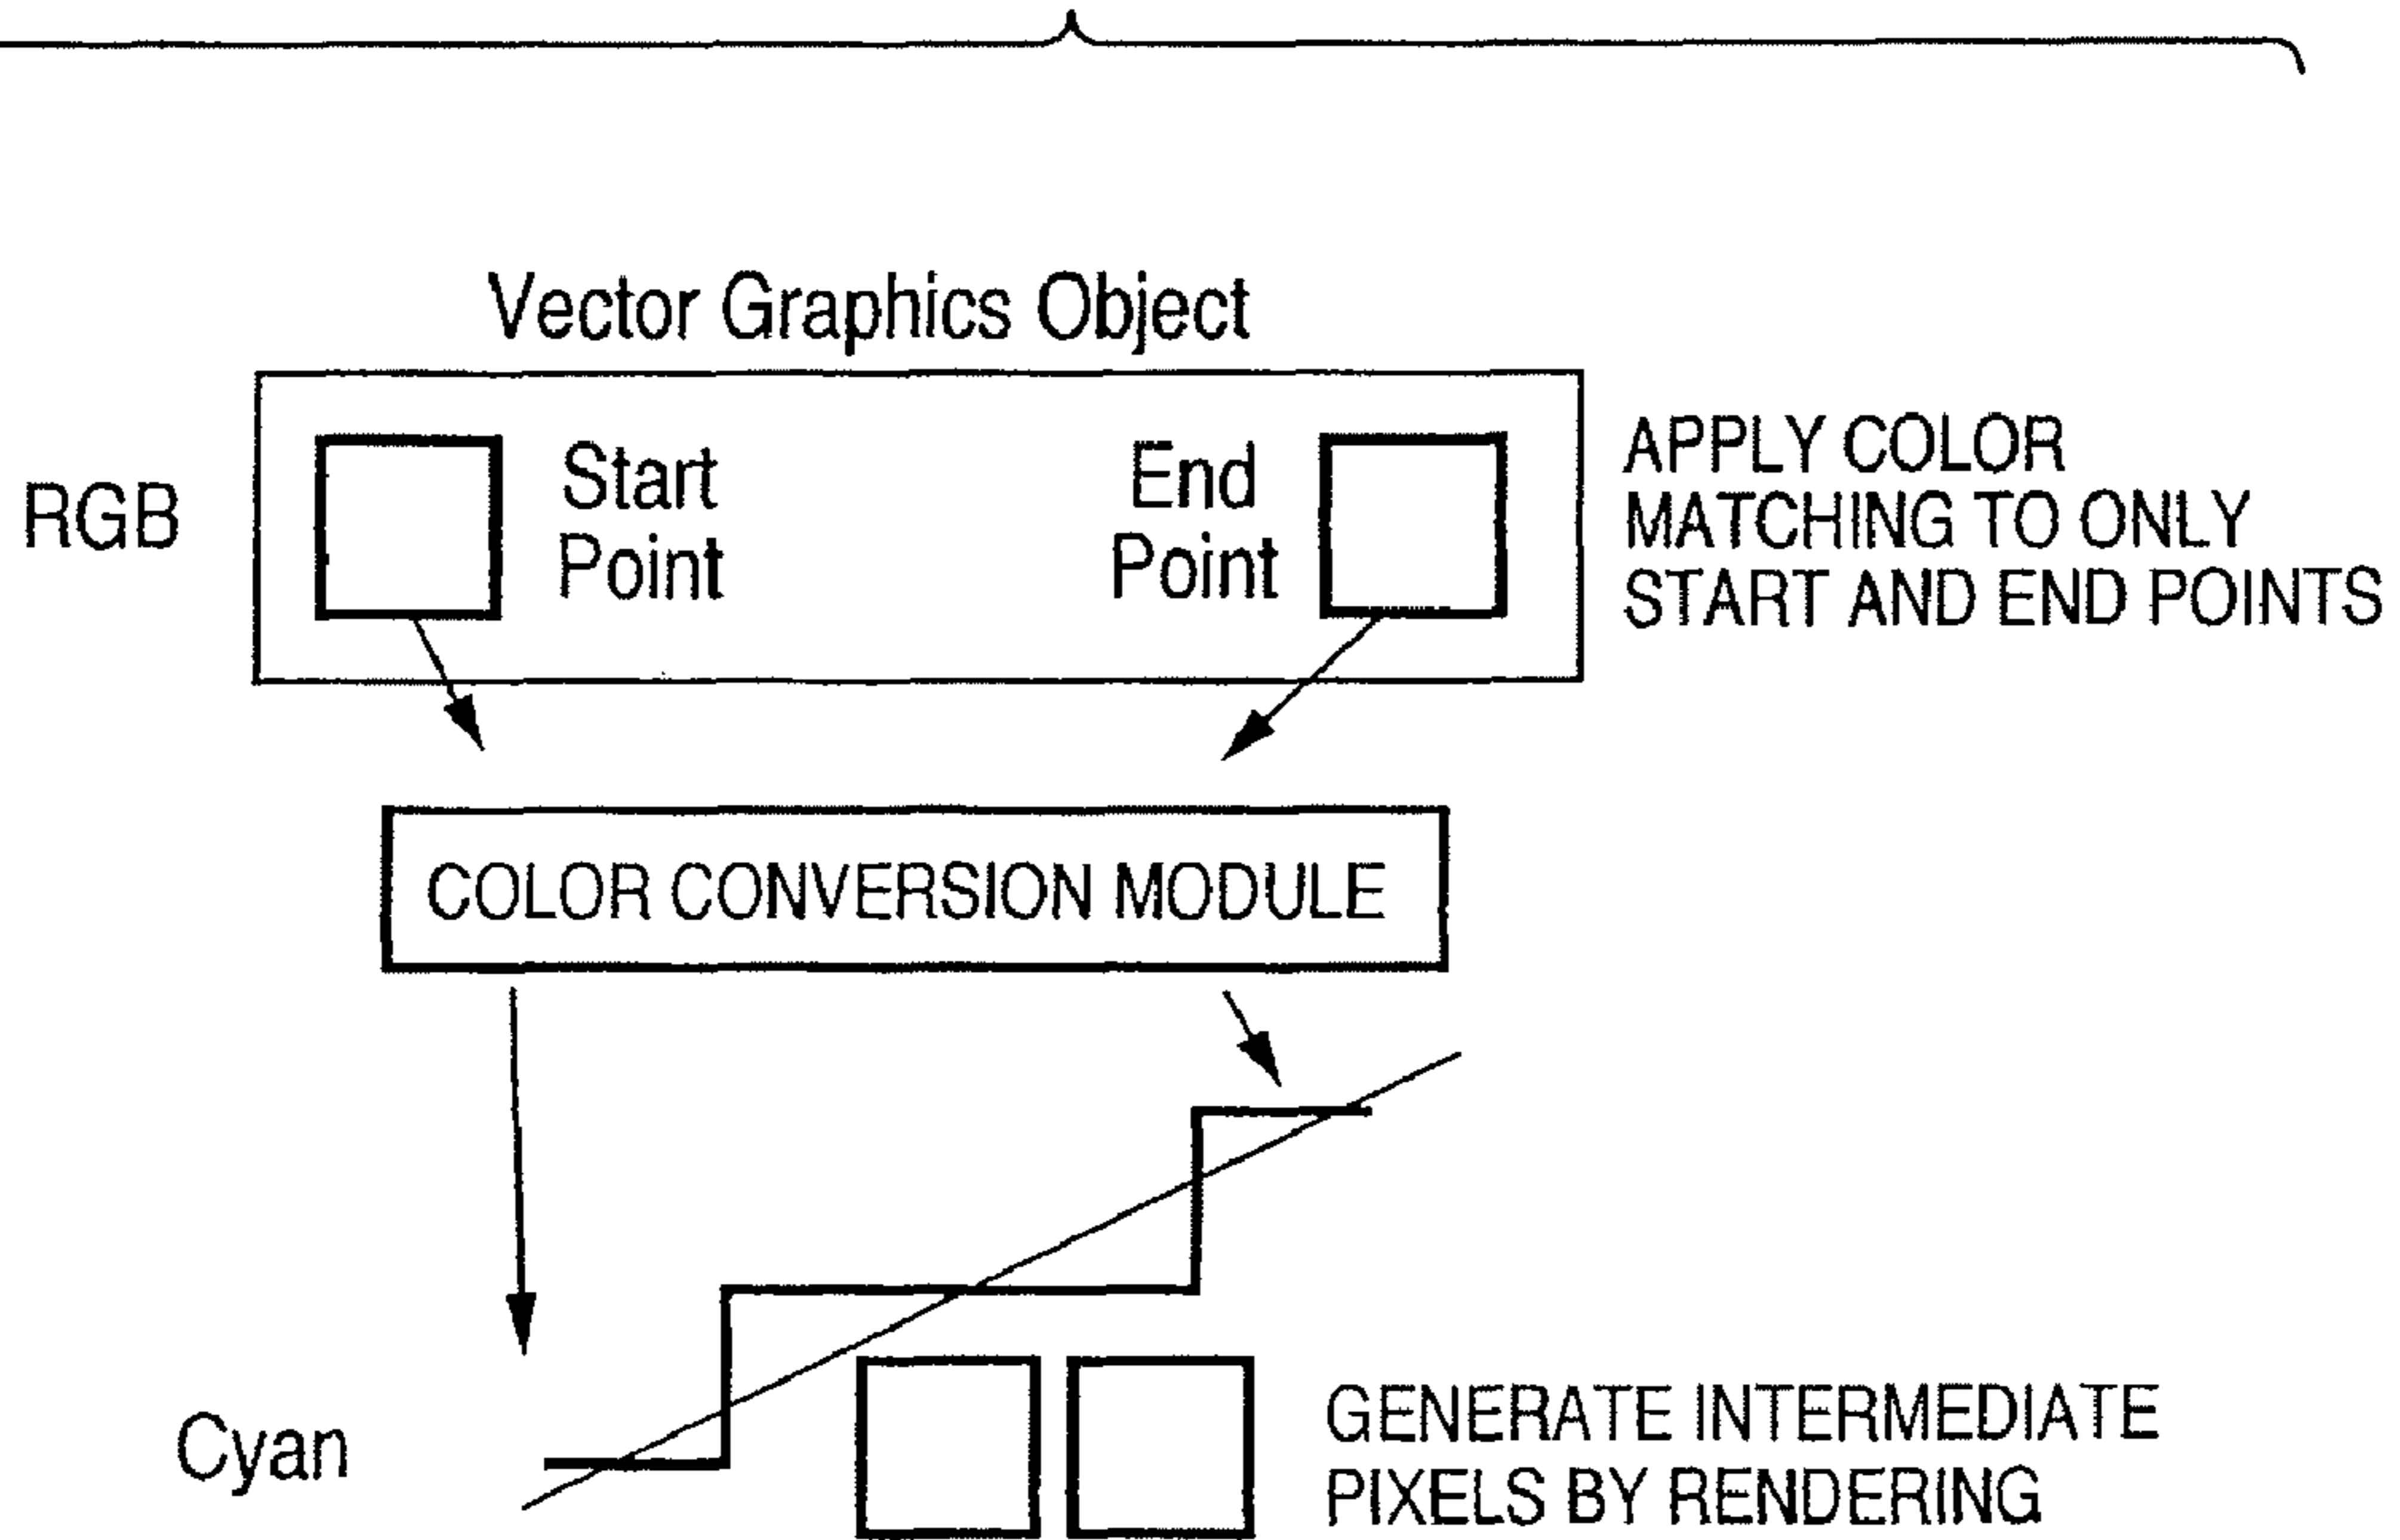 Vector Graphics Object
RGB
Start
Point
End
Point
APPLY COLOR
MATCHING TO ONLY
START AND END POINTS
COLOR CONVERSION MODULE
Cyan
GENERATE INTERMEDIATE
PIXELS BY RENDERING